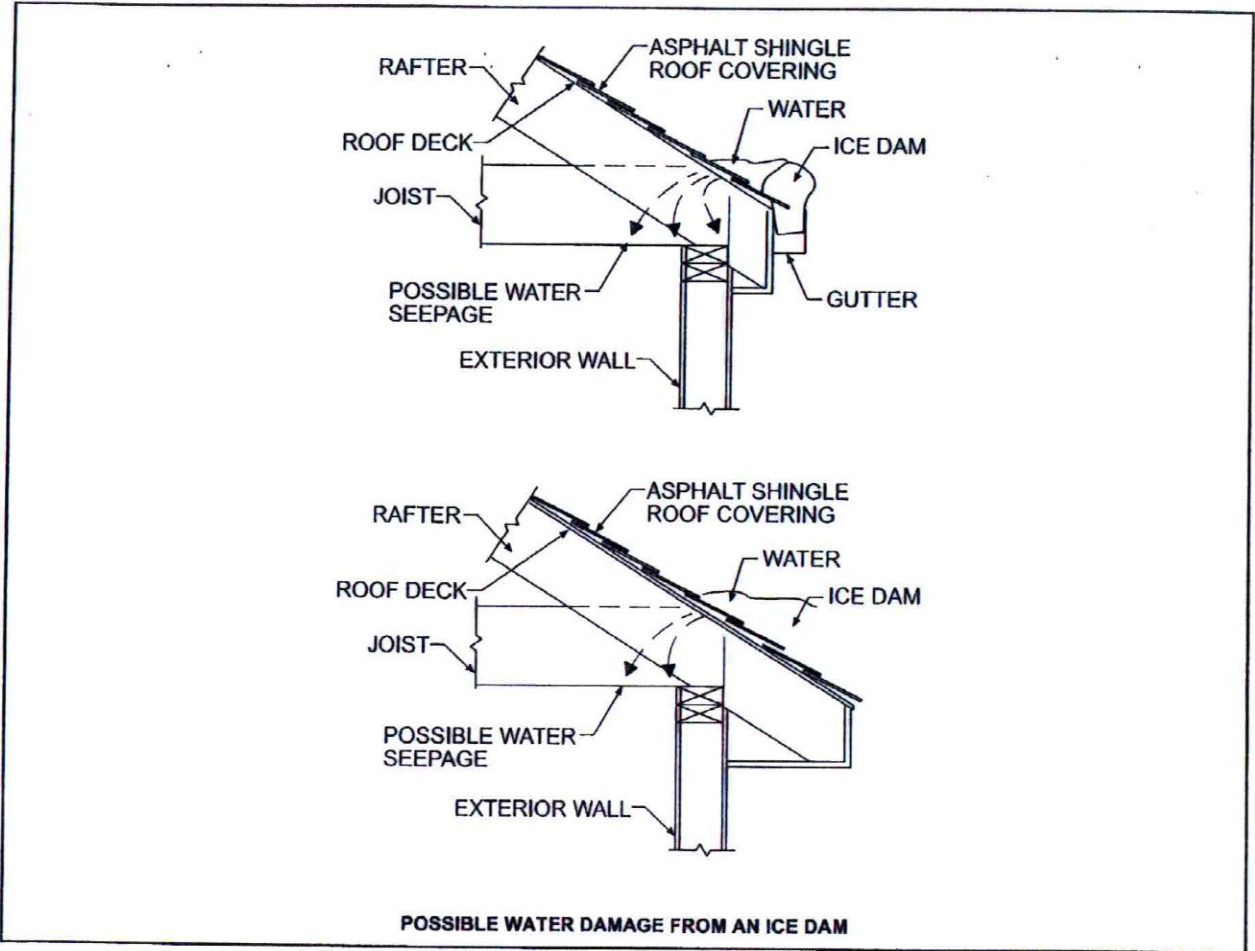 ASPHALT SHINGLE
ROOF COVERING
RAFTER
WATER
ROOF DECK
ICE DAM
JOIST
POSSIBLE WATER
SEEPAGE
GUTTER
EXTERIOR WALL
ASPHALT SHINGLE
ROOF COVERING
RAFTER
WATER
ROOF DECK
ICE DAM
JOIST
POSSIBLE WATER
SEEPAGE
EXTERIOR WALL
POSSIBLE WATER DAMAGE FROM AN ICE DAM